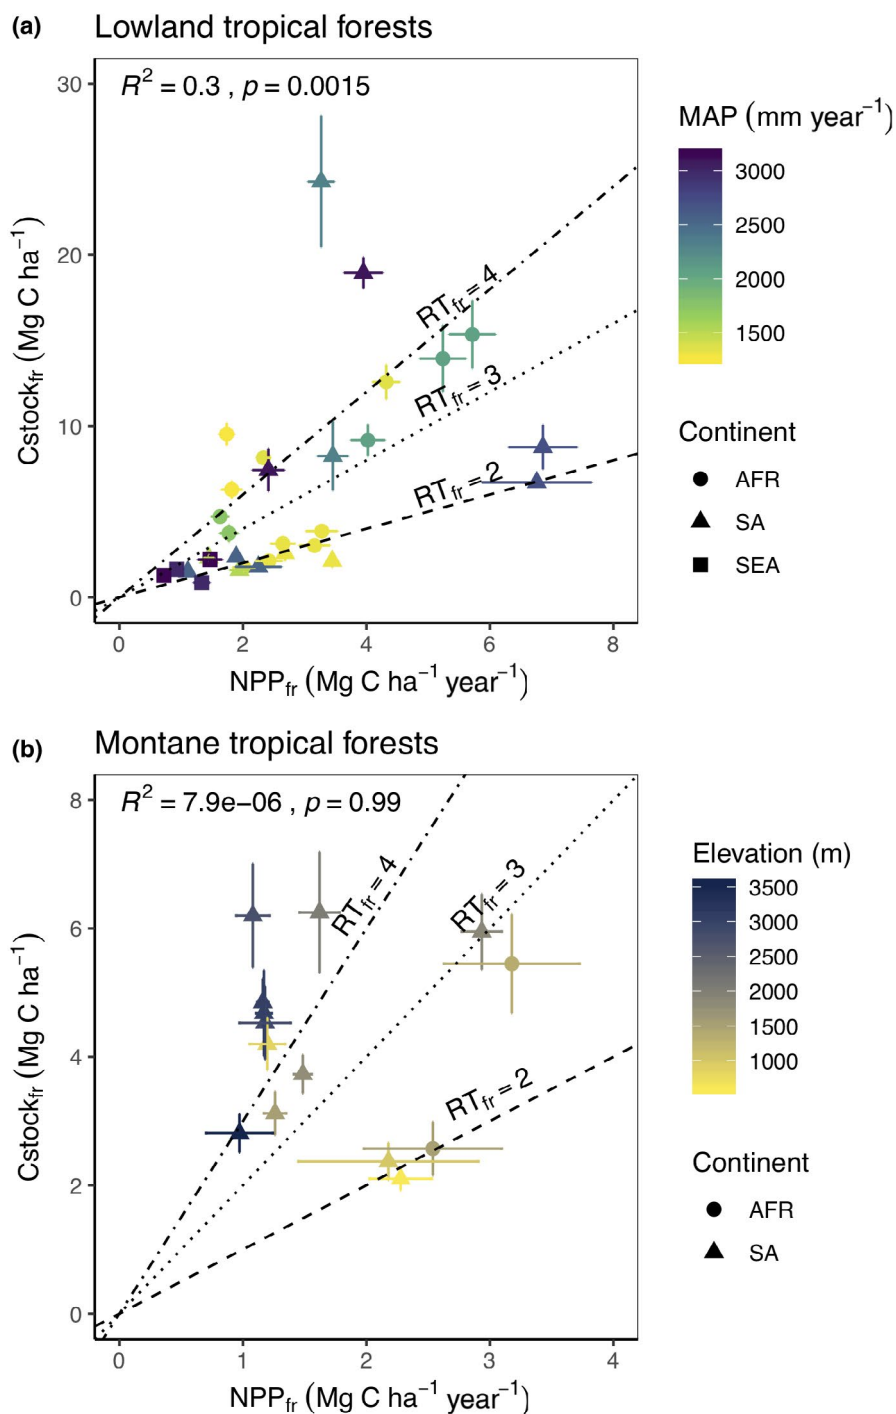 (a) Lowland tropical forests
R² = 0.3 , p = 0.0015
30
20
10
0
Cstock_fr (Mg C ha⁻¹)
RT_fr = 4
RT_fr = 3
RT_fr = 2
0 2 4 6 8
NPP_fr (Mg C ha⁻¹ year⁻¹)
MAP (mm year⁻¹)
3000
2500
2000
1500
Continent
AFR
SA
SEA
(b) Montane tropical forests
R² = 7.9e−06 , p = 0.99
8
6
4
2
0
Cstock_fr (Mg C ha⁻¹)
RT_fr = 4
RT_fr = 3
RT_fr = 2
0 1 2 3 4
NPP_fr (Mg C ha⁻¹ year⁻¹)
Elevation (m)
3500
3000
2500
2000
1500
1000
Continent
AFR
SA